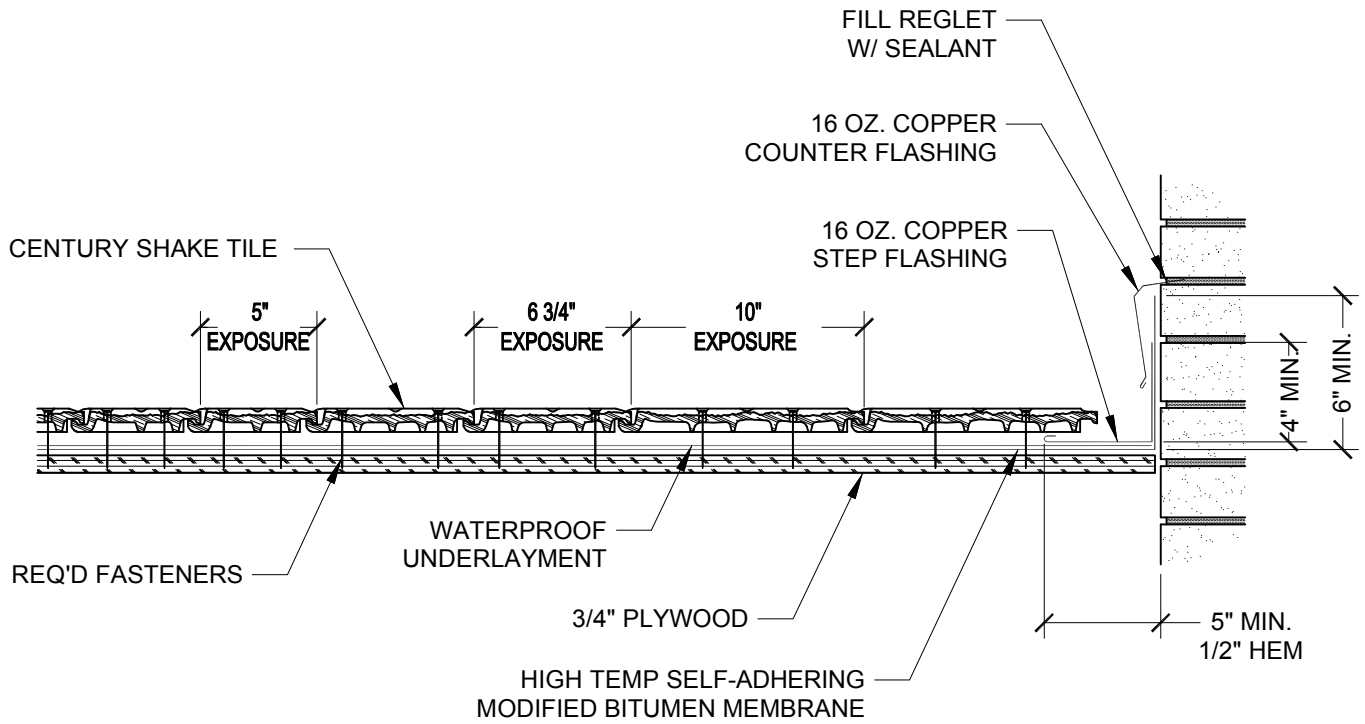 FILL REGLET
W/ SEALANT
16 OZ. COPPER
COUNTER FLASHING
16 OZ. COPPER
STEP FLASHING
CENTURY SHAKE TILE
5"
EXPOSURE
6 3/4"
EXPOSURE
10"
EXPOSURE
4" MIN.
6" MIN.
WATERPROOF
UNDERLAYMENT
REQ'D FASTENERS
3/4" PLYWOOD
5" MIN.
1/2" HEM
HIGH TEMP SELF-ADHERING
MODIFIED BITUMEN MEMBRANE